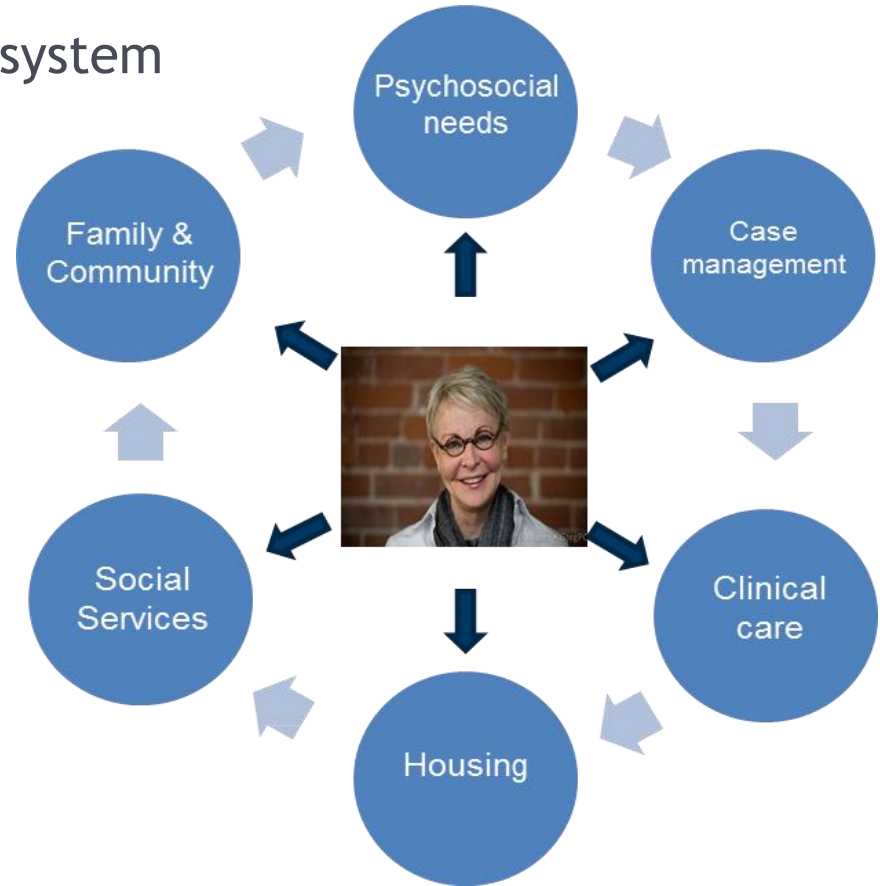 system
Psychosocial
needs
Family &
Community
Case
management
Social
Services
Clinical
care
Housing